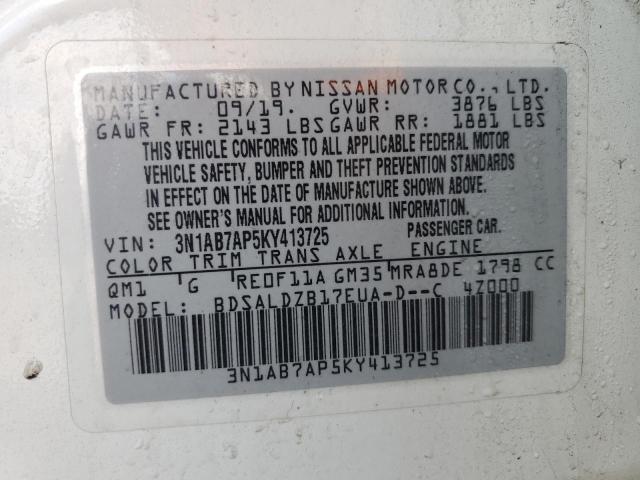 MANUFACTURED BY NISSAN MOTOR CO., LTD.
DATE: 09/19. GVWR: 3876 LBS
GAWR FR: 2143 LBS GAWR RR: 1881 LBS
THIS VEHICLE CONFORMS TO ALL APPLICABLE FEDERAL MOTOR
VEHICLE SAFETY, BUMPER AND THEFT PREVENTION STANDARDS
IN EFFECT ON THE DATE OF MANUFACTURE SHOWN ABOVE.
SEE OWNER'S MANUAL FOR ADDITIONAL INFORMATION.
VIN: 3N1AB7AP5KY413725 PASSENGER CAR.
COLOR TRIM TRANS AXLE ENGINE
QM1 G RE0F11A GM35 MRA8DE 1798 CC
MODEL: BDSALDZB17EUA-D--C 4Z000
3N1AB7AP5KY413725